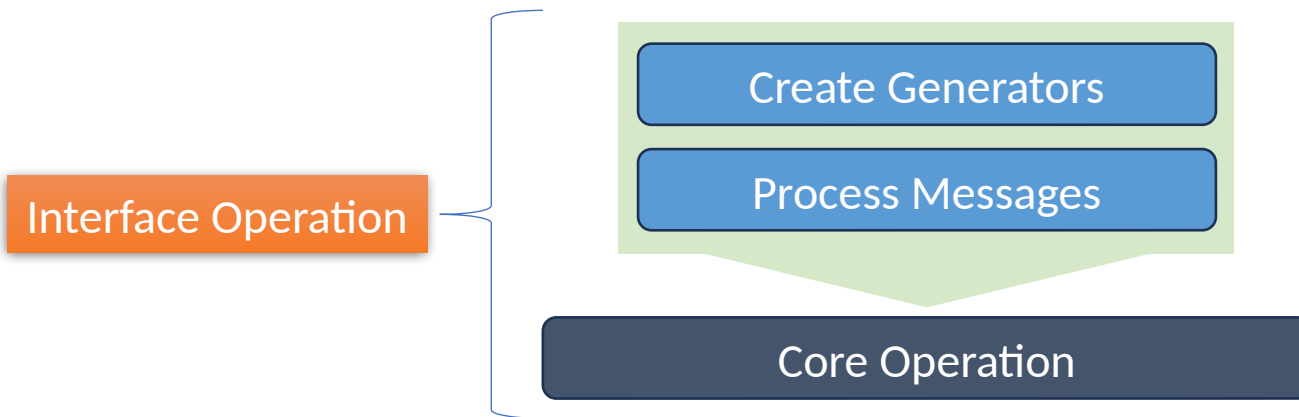 Create Generators
Process Messages
Interface Operation
Core Operation